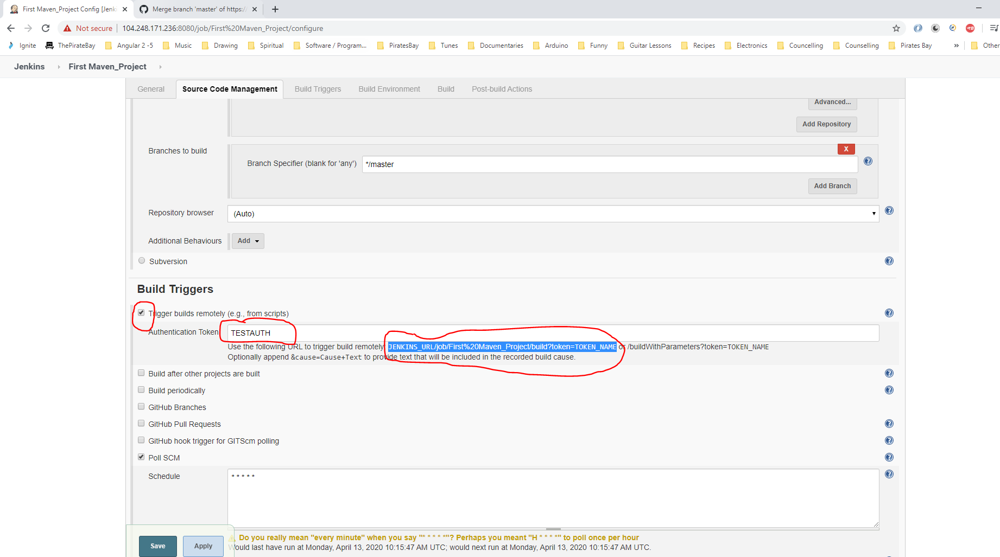 First Maven_Project Config [Jenki
Merge branch 'master' of https://
Not secure
104.248.171.236:8080/job/First%20Maven_Project/configure
Ignite
ThePirateBay
Angular 2 -5
Music
Drawing
Spiritual
Software / Program...
PiratesBay
Tunes
Documentaries
Arduino
Funny
Guitar Lessons
Recipes
Electronics
Councelling
Counselling
Pirates Bay
»
Other
Jenkins
First Maven_Project
General
Source Code Management
Build Triggers
Build Environment
Build
Post-build Actions
Advanced...
Add Repository
Branches to build
X
Branch Specifier (blank for 'any')
*/master
Add Branch
Repository browser
(Auto)
Additional Behaviours
Add
Subversion
Build Triggers
Trigger builds remotely (e.g., from scripts)
Authentication Token
TESTAUTH
Use the following URL to trigger build remotely: JENKINS_URL/job/First%20Maven_Project/build?token=TOKEN_NAME or /buildWithParameters?token=TOKEN_NAME
Optionally append &cause=Cause+Text to provide text that will be included in the recorded build cause.
Build after other projects are built
Build periodically
GitHub Branches
GitHub Pull Requests
GitHub hook trigger for GITScm polling
Poll SCM
Schedule
* * * * *
Do you really mean "every minute" when you say "* * * * *"? Perhaps you meant "H * * * *" to poll once per hour
Would last have run at Monday, April 13, 2020 10:15:47 AM UTC; would next run at Monday, April 13, 2020 10:15:47 AM UTC.
Save
Apply